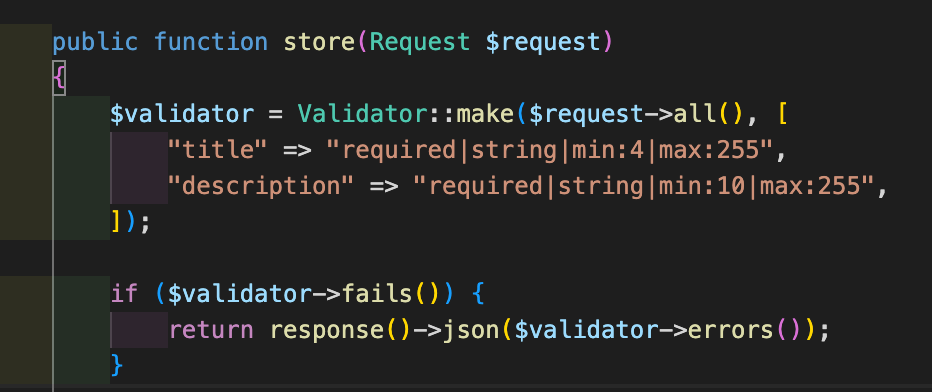 public function store(Request $request)
{
$validator = Validator::make($request->all(), [
"title" => "required|string|min:4|max:255",
"description" => "required|string|min:10|max:255",
]);
if ($validator->fails()) {
return response()->json($validator->errors());
}